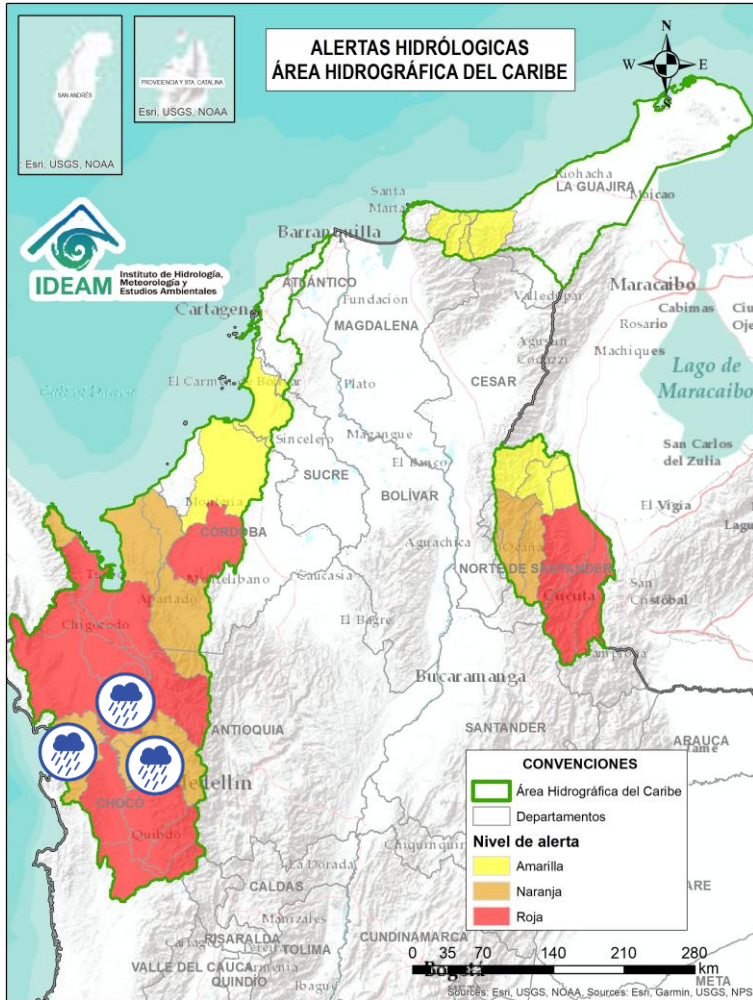 ALERTAS HIDRÓLOGICAS
ÁREA HIDROGRÁFICA DEL CARIBE
N
W E
S
SAN ANDRÉS
Esri, USGS, NOAA
PROVIDENCIA Y STA. CATALINA
Esri, USGS, NOAA
IDEAM
Instituto de Hidrología,
Meteorología y
Estudios Ambientales
Riohacha
LA GUAJIRA
Maicao
Santa
Marta
Barranquilla
ATLÁNTICO
Cartagena
Fundación
MAGDALENA
Valledupar
Maracaibo
Cabimas
Rosario
Machiques
Agustín
Codazzi
CESAR
Lago de
Maracaibo
El Carmen de Bolívar
Plato
Sincelejo
Magangué
SUCRE
El Banco
BOLÍVAR
San Carlos
del Zulia
El Vigía
Montería
CÓRDOBA
Montelíbano
Aguachica
Ocaña
NORTE DE SANTANDER
Cúcuta
San
Cristóbal
Caucasia
Apartadó
Chigorodó
El Bagre
Pamplona
Bucaramanga
ANTIOQUIA
SANTANDER
ARAUCA
Medellín
CHOCÓ
Quibdó
Chiquinquirá
La Dorada
CALDAS
Manizales
RISARALDA
Pereira
TOLIMA
CUNDINAMARCA
VALLE DEL CAUCA
Armenia
QUINDÍO
Ibagué
Bogotá
META
META
CONVENCIONES
Área Hidrográfica del Caribe
Departamentos
Nivel de alerta
Amarilla
Naranja
Roja
0 35 70 140 210 280
km
Sources: Esri, USGS, NOAA, Sources: Esri, Garmin, USGS, NPS